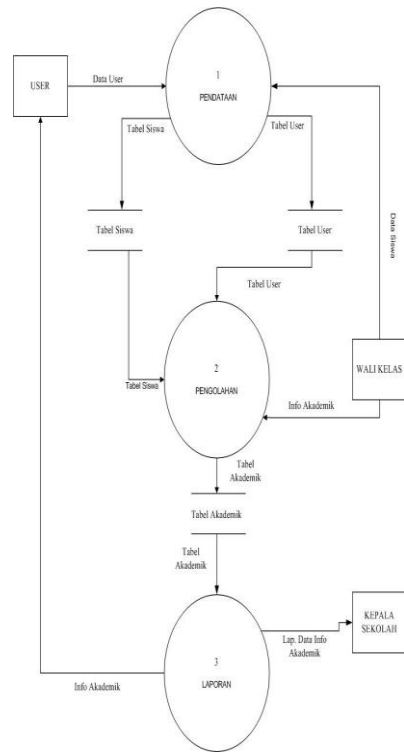 1
PENDATAAN
USER
Data User
Tabel Siswa
Tabel User
Tabel Siswa
Tabel User
Data Siswa
Tabel User
2
PENGOLAHAN
WALI KELAS
Tabel Siswa
Info Akademik
Tabel
Akademik
Tabel Akademik
Tabel
Akademik
KEPALA
SEKOLAH
Lap. Data Info
Akademik
3
LAPORAN
Info Akademik